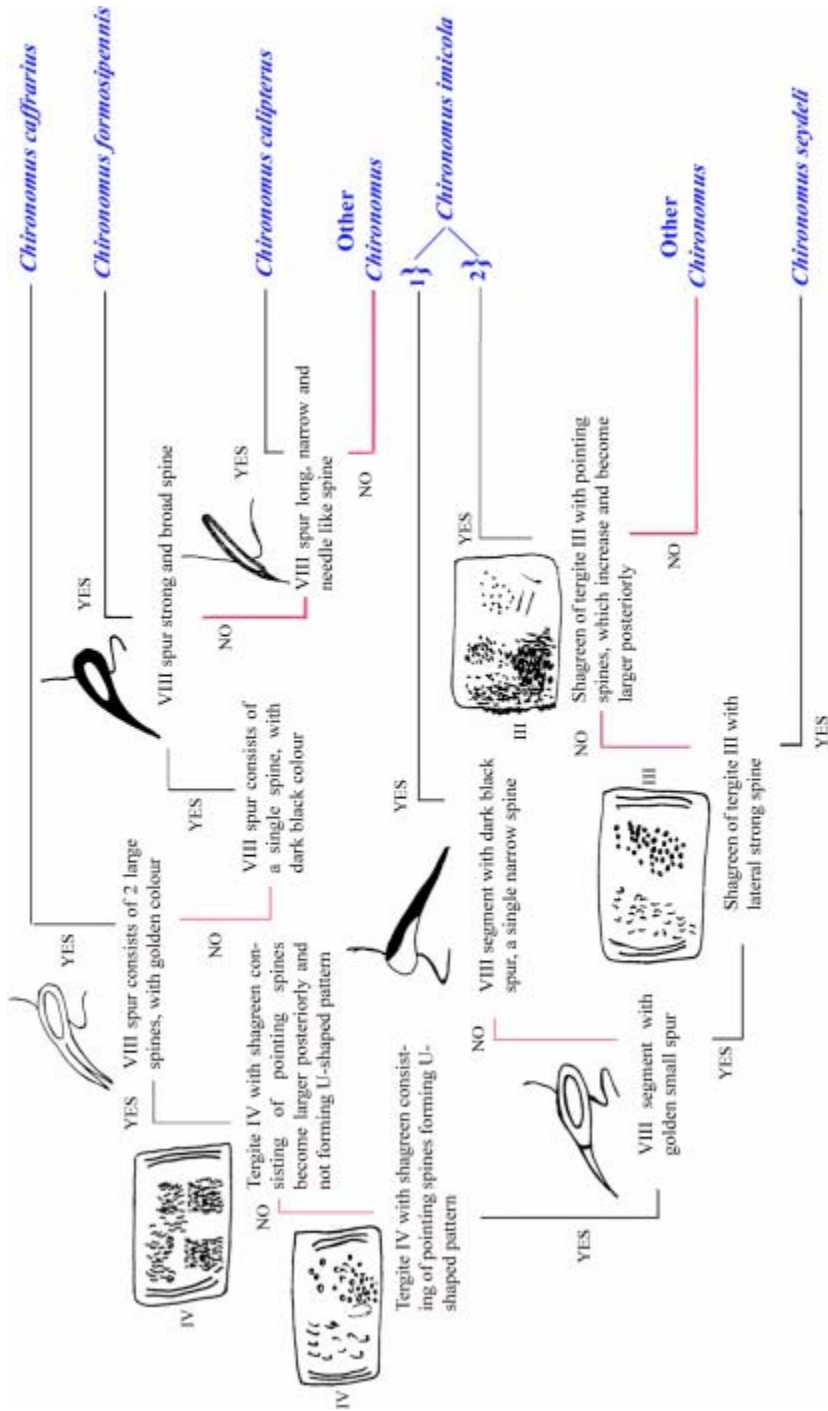 IV
Tergite IV with shagreen con-
sisting of pointing spines
become larger posteriorly and
not forming U-shaped pattern
YES
VIII spur consists of 2 large
spines, with golden colour
YES
Chironomus caffrarius
NO
VIII spur consists of
a single spine, with
dark black colour
YES
VIII spur strong and broad spine
YES
Chironomus formosipennis
NO
VIII spur long, narrow and
needle like spine
YES
Chironomus calipterus
NO
Other
Chironomus
NO
IV
Tergite IV with shagreen consist-
ing of pointing spines forming U-
shaped pattern
YES
VIII segment with
golden small spur
NO
VIII segment with dark black
spur, a single narrow spine
YES
1}
Chironomus imicola
2}
YES
Shagreen of tergite III with
lateral strong spine
III
NO
Shagreen of tergite III with pointing
spines, which increase and become
larger posteriorly
III
YES
NO
Other
Chironomus
YES
Chironomus seydeli